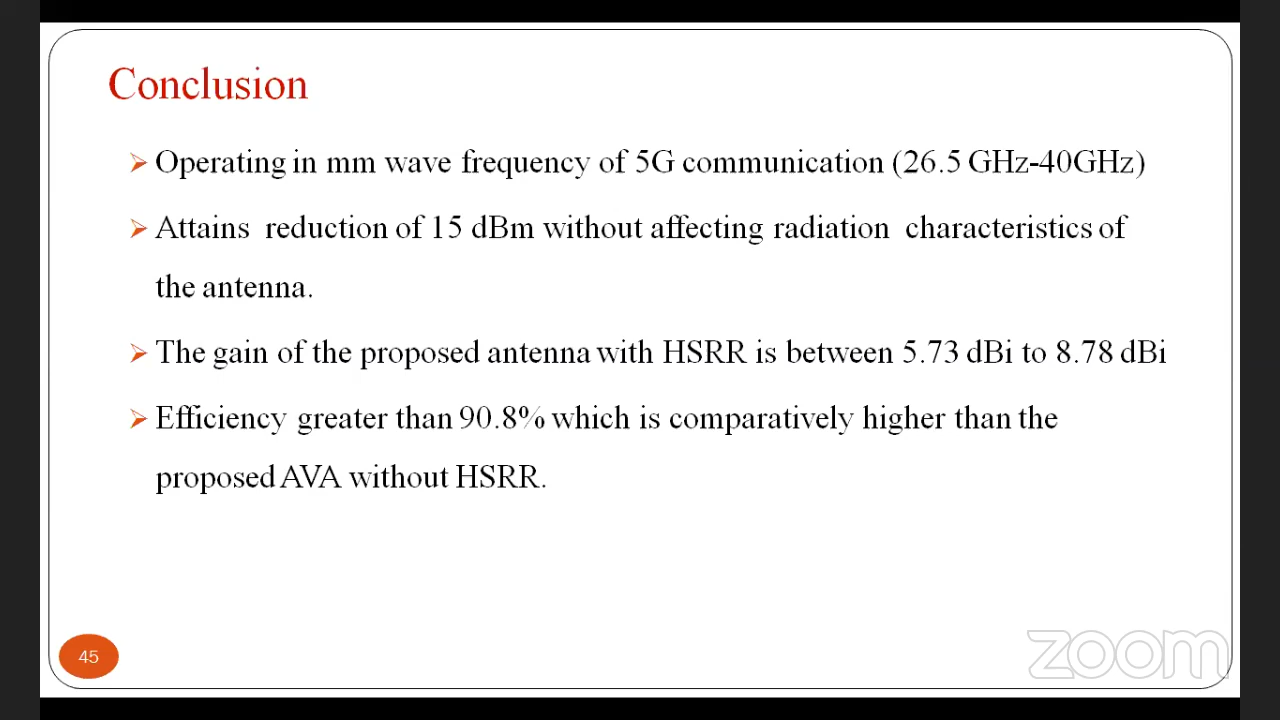 Conclusion
Operating in mm wave frequency of 5G communication (26.5 GHz-40GHz)
Attains reduction of 15 dBm without affecting radiation characteristics of
the antenna.
The gain of the proposed antenna with HSRR is between 5.73 dBi to 8.78 dBi
Efficiency greater than 90.8% which is comparatively higher than the
proposed AVA without HSRR.
45
zoom